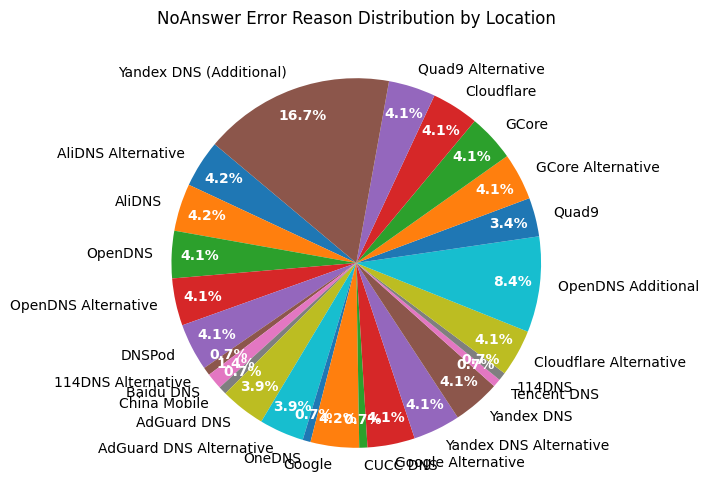 NoAnswer Error Reason Distribution by Location
Yandex DNS (Additional)
16.7%
AliDNS Alternative
4.2%
AliDNS
4.2%
OpenDNS
4.1%
OpenDNS Alternative
4.1%
DNSPod
4.1%
114DNS Alternative
0.7%
Baidu DNS
1.4%
China Mobile
0.7%
AdGuard DNS
3.9%
AdGuard DNS Alternative
3.9%
OneDNS
0.7%
Google
4.2%
CUCC DNS
0.7%
Google Alternative
4.1%
Yandex DNS Alternative
4.1%
Yandex DNS
4.1%
Tencent DNS
0.7%
114DNS
0.7%
Cloudflare Alternative
4.1%
OpenDNS Additional
8.4%
Quad9
3.4%
GCore Alternative
4.1%
GCore
4.1%
Cloudflare
4.1%
Quad9 Alternative
4.1%